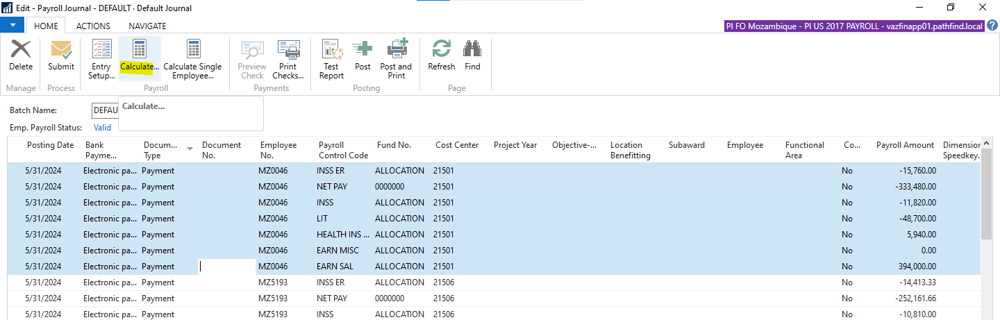 Edit - Payroll Journal - DEFAULT · Default Journal
HOME ACTIONS NAVIGATE
PI FO Mozambique - PI US 2017 PAYROLL - vazfinapp01.pathfind.local ?
Delete Submit Entry Setup... Calculate... Calculate Single Employee... Preview Check Print Checks... Test Report Post Post and Print Refresh Find
Manage Process Payroll Payments Posting Page
Calculate...
Batch Name: DEFAU
Emp. Payroll Status: Valid
Posting Date Bank Payme... Docum... Type Document No. Employee No. Payroll Control Code Fund No. Cost Center Project Year Objective-... Location Benefitting Subaward Employee Functional Area Co... Payroll Amount Dimension Speedkey.
5/31/2024 Electronic pa... Payment MZ0046 INSS ER ALLOCATION 21501 No -15,760.00
5/31/2024 Electronic pa... Payment MZ0046 NET PAY 0000000 21501 No -333,480.00
5/31/2024 Electronic pa... Payment MZ0046 INSS ALLOCATION 21501 No -11,820.00
5/31/2024 Electronic pa... Payment MZ0046 LIT ALLOCATION 21501 No -48,700.00
5/31/2024 Electronic pa... Payment MZ0046 HEALTH INS ... ALLOCATION 21501 No 5,940.00
5/31/2024 Electronic pa... Payment MZ0046 EARN MISC ALLOCATION 21501 No 0.00
5/31/2024 Electronic pa... Payment MZ0046 EARN SAL ALLOCATION 21501 No 394,000.00
5/31/2024 Electronic pa... Payment MZ5193 INSS ER ALLOCATION 21506 No -14,413.33
5/31/2024 Electronic pa... Payment MZ5193 NET PAY 0000000 21506 No -252,161.66
5/31/2024 Electronic pa... Payment MZ5193 INSS ALLOCATION 21506 No -10,810.00